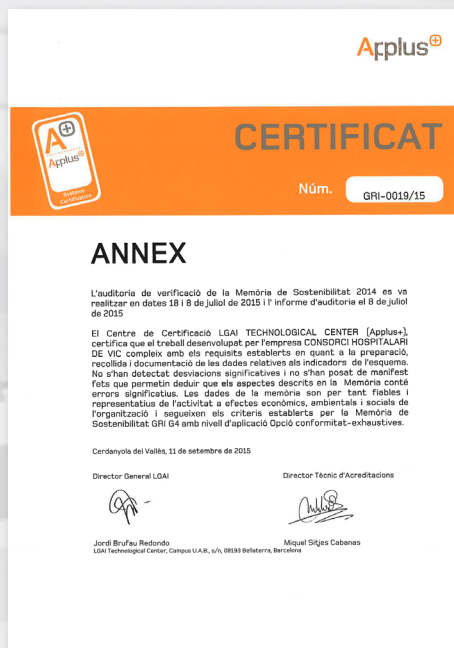 Applus+
A+
Applus+
Systems
Certification
CERTIFICAT
Núm.
GRI-0019/15
ANNEX
L'auditoria de verificació de la Memòria de Sostenibilitat 2014 es va
realitzar en dates 18 i 8 de juliol de 2015 i l' informe d'auditoria el 8 de juliol
de 2015
El Centre de Certificació LGAI TECHNOLOGICAL CENTER (Applus+),
certifica que el treball desenvolupat per l'empresa CONSORCI HOSPITALARI
DE VIC compleix amb els requisits establerts en quant a la preparació,
recollida i documentació de les dades relatives als indicadors de l'esquema.
No s'han detectat desviacions significatives i no s'han posat de manifest
fets que permetin deduir que els aspectes descrits en la Memòria conté
errors significatius. Les dades de la memòria son per tant fiables i
representatius de l'activitat a efectes econòmics, ambientals i socials de
l'organització i segueixen els criteris establerts per la Memòria de
Sostenibilitat GRI G4 amb nivell d'aplicació Opció conformitat-exhaustives.
Cerdanyola del Vallès, 11 de setembre de 2015
Director General LGAI
Director Tècnic d'Acreditacions
Jordi Brufau Redondo
Miquel Sitjes Cabanas
LGAI Technological Center, Campus U.A.B., s/n, 08193 Bellaterra, Barcelona